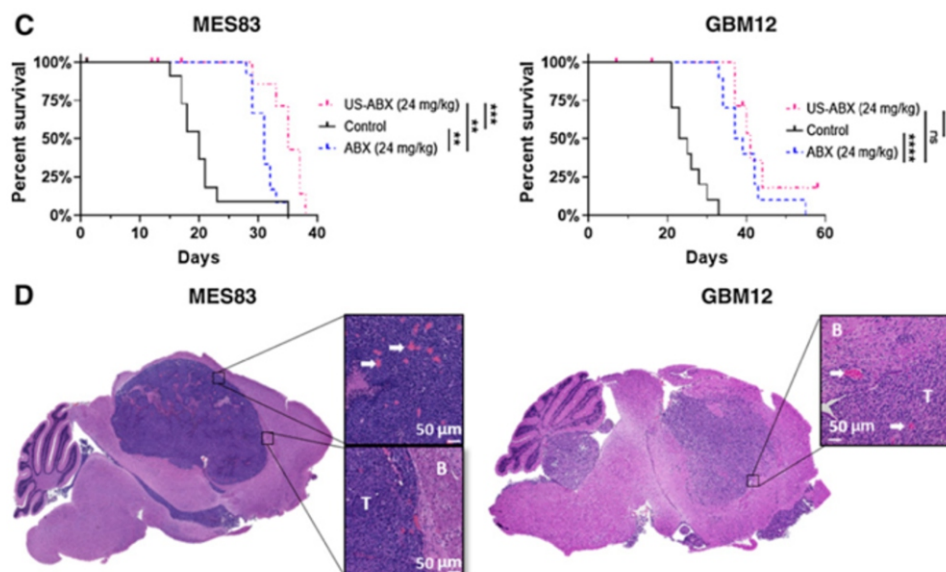 C
MES83
GBM12
Percent survival
100%
75%
50%
25%
0%
0 10 20 30 40
Days
US-ABX (24 mg/kg)
Control
ABX (24 mg/kg)
**
**
***
Percent survival
100%
75%
50%
25%
0%
0 20 40 60
Days
US-ABX (24 mg/kg)
Control
ABX (24 mg/kg)
****
ns
D
MES83
GBM12
50 μm
T
B
50 μm
B
T
50 μm